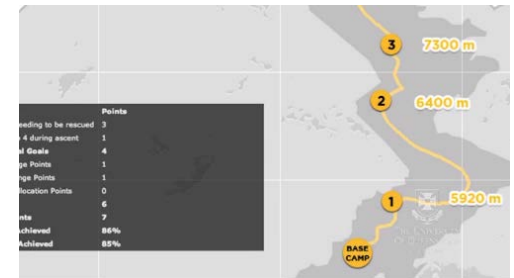 Points
eeding to be rescued 3
4 during ascent 1
al Goals 4
ge Points 1
nge Points 1
llocation Points 0
6
nts 7
Achieved 86%
Achieved 85%
3 7300 m
2 6400 m
1 5920 m
BASE
CAMP